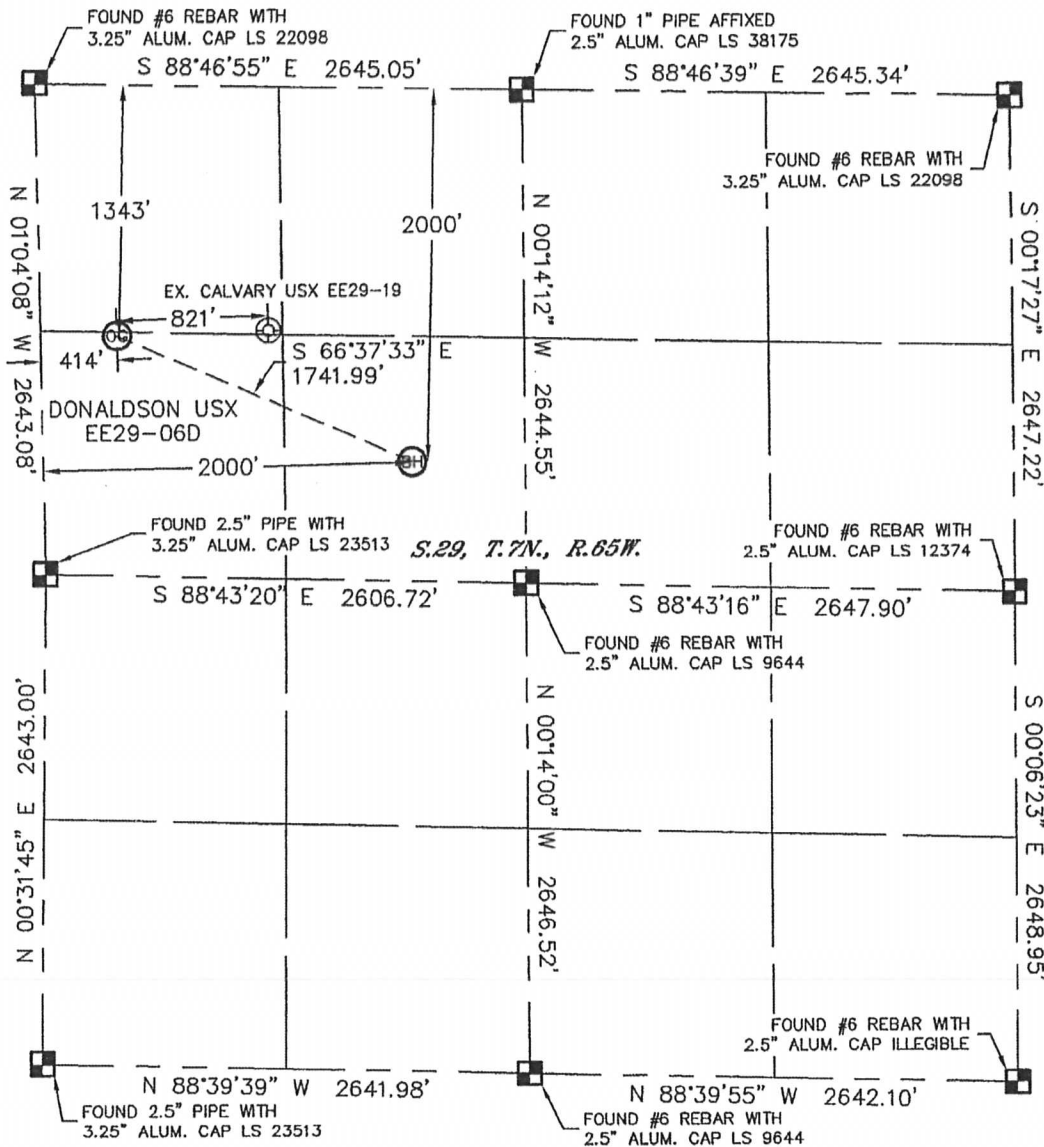 FOUND #6 REBAR WITH
3.25" ALUM. CAP LS 22098
FOUND 1" PIPE AFFIXED
2.5" ALUM. CAP LS 38175
S 88°46'55" E 2645.05'
S 88°46'39" E 2645.34'
FOUND #6 REBAR WITH
3.25" ALUM. CAP LS 22098
N 01°04'08" W 2643.08'
1343'
2000'
N 00°14'12" W 2644.55'
S 00°17'27" E 2647.22'
EX. CALVARY USX EE29-19
821'
OG
414'
S 66°37'33" E
1741.99'
DONALDSON USX
EE29-06D
2000'
BH
FOUND 2.5" PIPE WITH
3.25" ALUM. CAP LS 23513
S.29, T.7N., R.65W.
FOUND #6 REBAR WITH
2.5" ALUM. CAP LS 12374
S 88°43'20" E 2606.72'
S 88°43'16" E 2647.90'
FOUND #6 REBAR WITH
2.5" ALUM. CAP LS 9644
N 00°31'45" E 2643.00'
N 00°14'00" W 2646.52'
S 00°06'23" E 2648.95'
FOUND #6 REBAR WITH
2.5" ALUM. CAP ILLEGIBLE
N 88°39'39" W 2641.98'
N 88°39'55" W 2642.10'
FOUND 2.5" PIPE WITH
3.25" ALUM. CAP LS 23513
FOUND #6 REBAR WITH
2.5" ALUM. CAP LS 9644